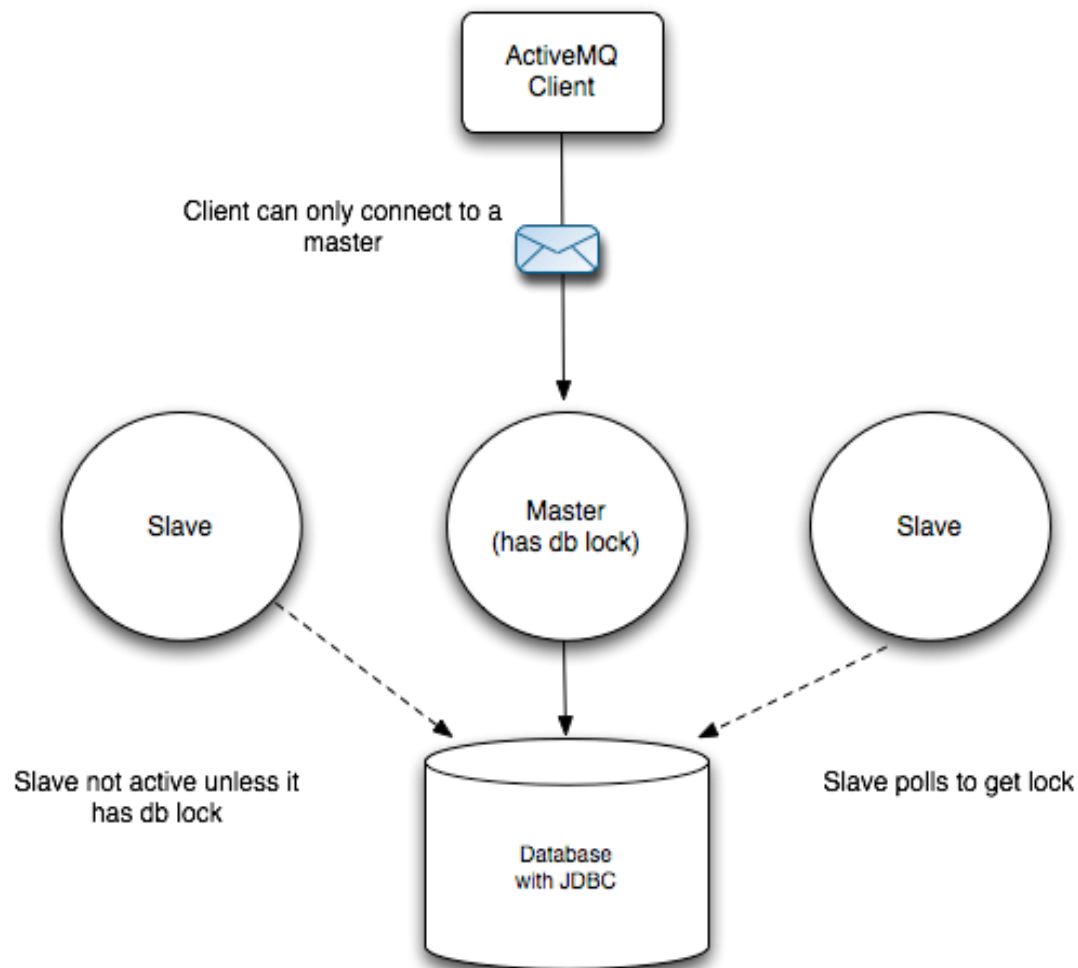 ActiveMQ
Client
Client can only connect to a
master
Slave
Master
(has db lock)
Slave
Slave not active unless it
has db lock
Slave polls to get lock
Database
with JDBC